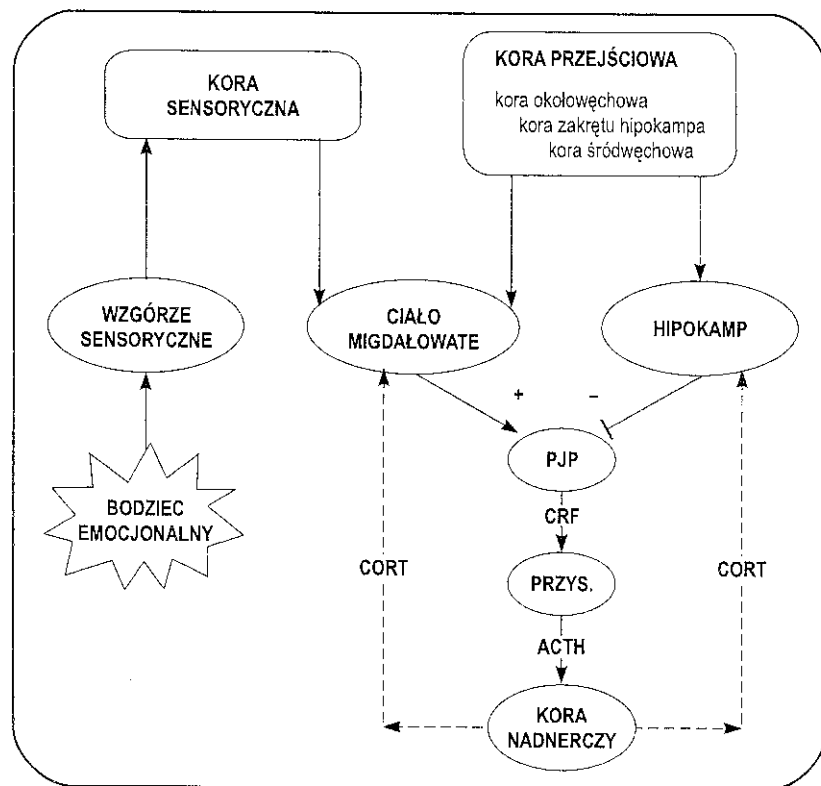 KORA
SENSORYCZNA
KORA PRZEJŚCIOWA
kora okołowęchowa
kora zakrętu hipokampa
kora śródwęchowa
WZGÓRZE
SENSORYCZNE
CIAŁO
MIGDAŁOWATE
HIPOKAMP
+
–
PJP
BODZIEC
EMOCJONALNY
CRF
CORT
PRZYS.
CORT
ACTH
KORA
NADNERCZY